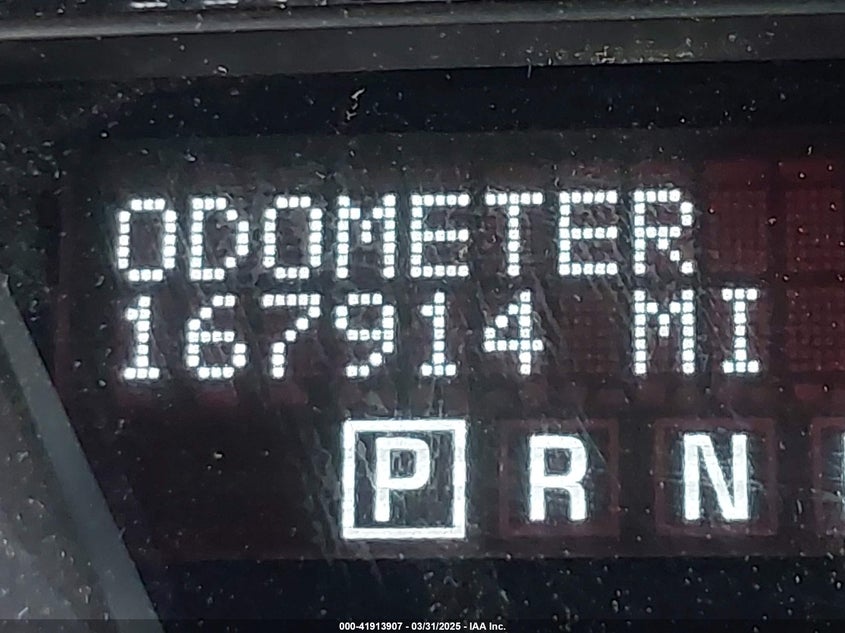 ODOMETER
167914 MI
P R N
000-41913907 - 03/31/2025 - IAA Inc.